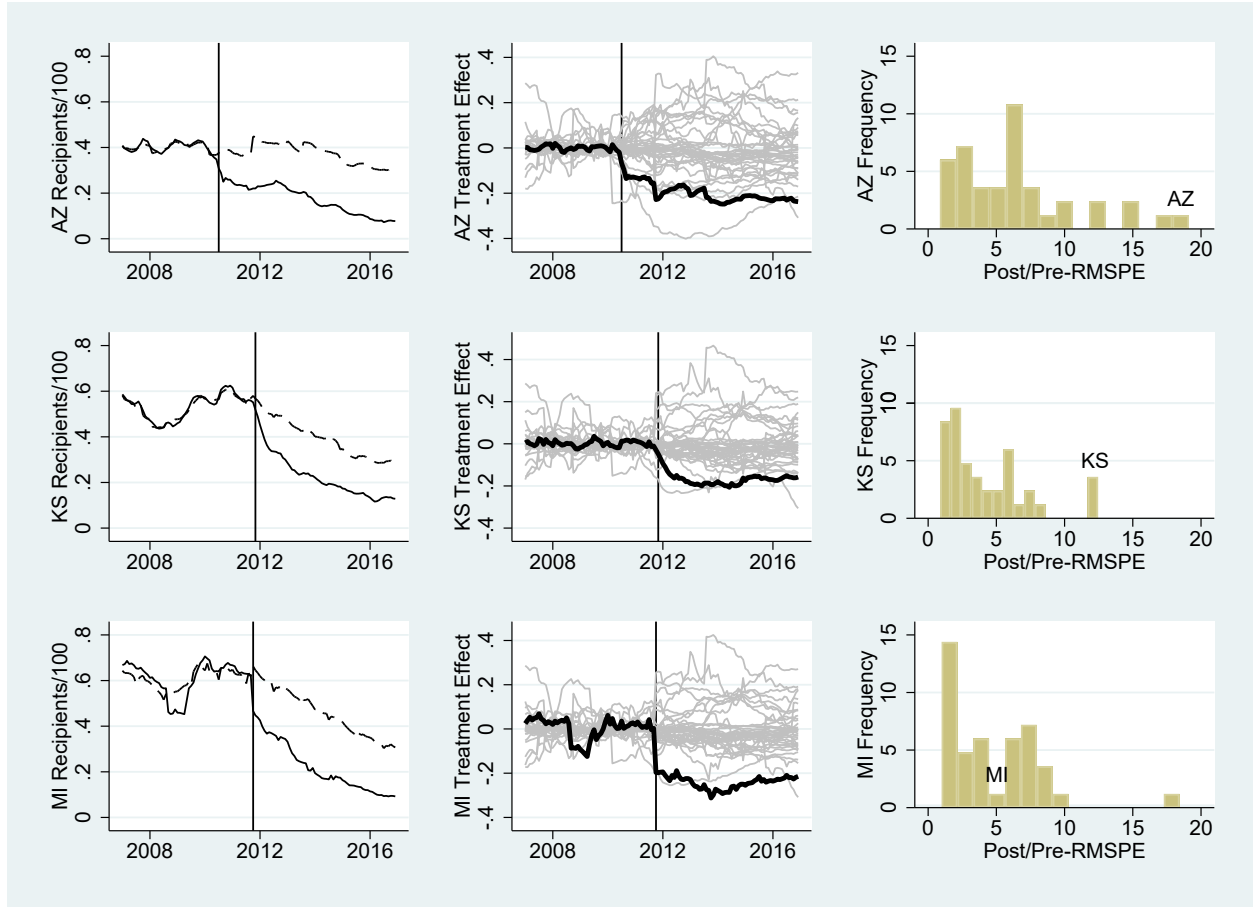 AZ Recipients/100
.8
.6
.4
.2
0
2008 2012 2016
AZ Treatment Effect
.4
.2
0
-.2
-.4
2008 2012 2016
AZ Frequency
15
10
5
0
AZ
0 5 10 15 20
Post/Pre-RMSPE
KS Recipients/100
.8
.6
.4
.2
0
2008 2012 2016
KS Treatment Effect
.4
.2
0
-.2
-.4
2008 2012 2016
KS Frequency
15
10
5
0
KS
0 5 10 15 20
Post/Pre-RMSPE
MI Recipients/100
.8
.6
.4
.2
0
2008 2012 2016
MI Treatment Effect
.4
.2
0
-.2
-.4
2008 2012 2016
MI Frequency
15
10
5
0
MI
0 5 10 15 20
Post/Pre-RMSPE